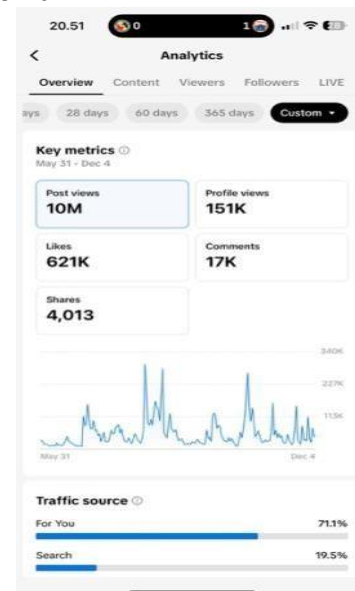 20.51
0
1
Analytics
Overview Content Viewers Followers LIVE
ays 28 days 60 days 365 days Custom
Key metrics
May 31 - Dec 4
Post views
10M
Profile views
151K
Likes
621K
Comments
17K
Shares
4,013
340K
227K
113K
May 31
Dec 4
Traffic source
For You 71.1%
Search 19.5%